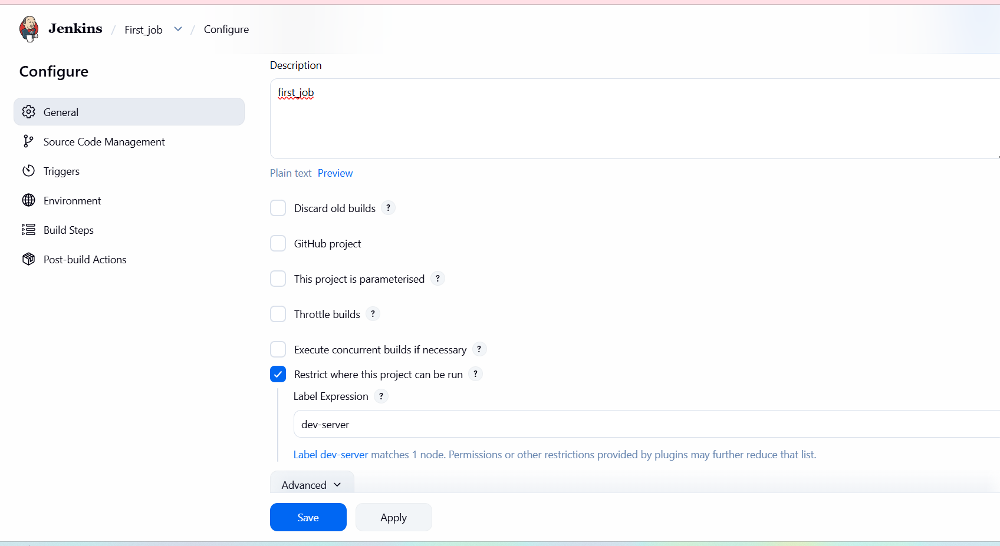 Jenkins / First_job / Configure
Configure
General
Source Code Management
Triggers
Environment
Build Steps
Post-build Actions
Description
first_job
Plain text Preview
Discard old builds ?
GitHub project
This project is parameterised ?
Throttle builds ?
Execute concurrent builds if necessary ?
Restrict where this project can be run ?
Label Expression ?
dev-server
Label dev-server matches 1 node. Permissions or other restrictions provided by plugins may further reduce that list.
Advanced
Save Apply